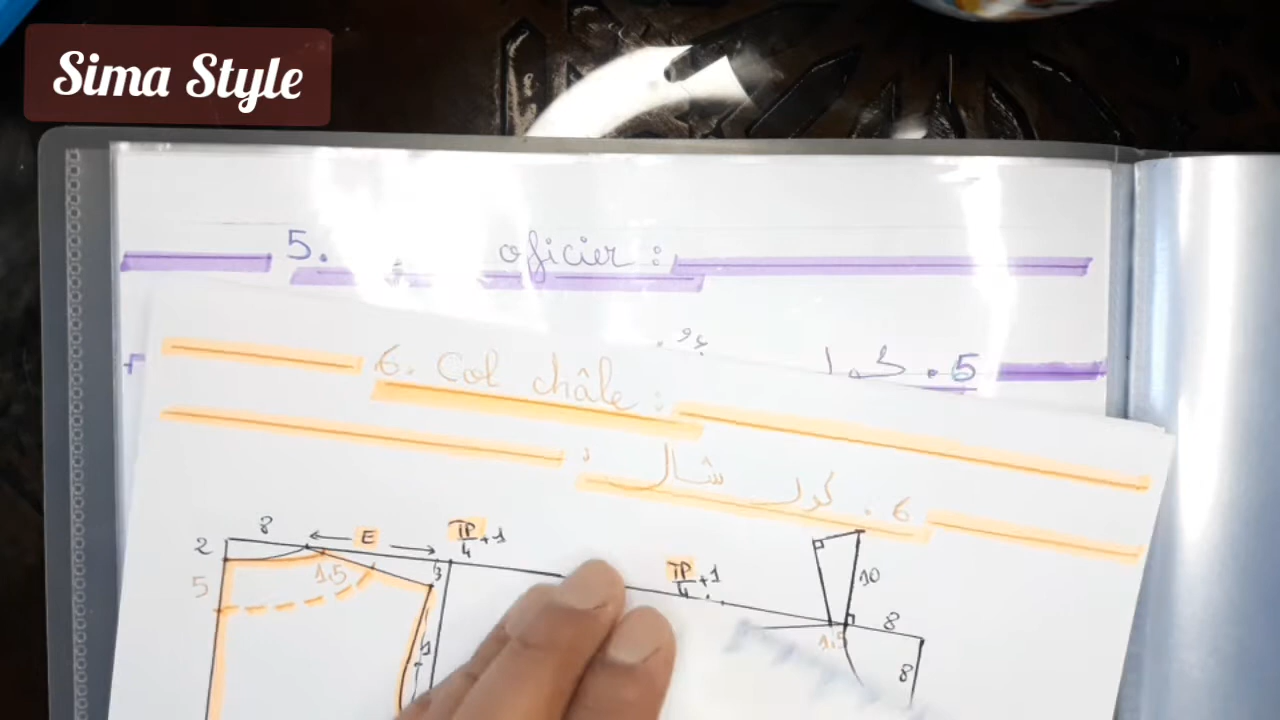 Sima Style
5. oficier :
5.
6. Col châle :
6. كول شال :
8
2
E
TP/4 +1
3
1.5
5
TP/4 +1
10
8
1.5
8